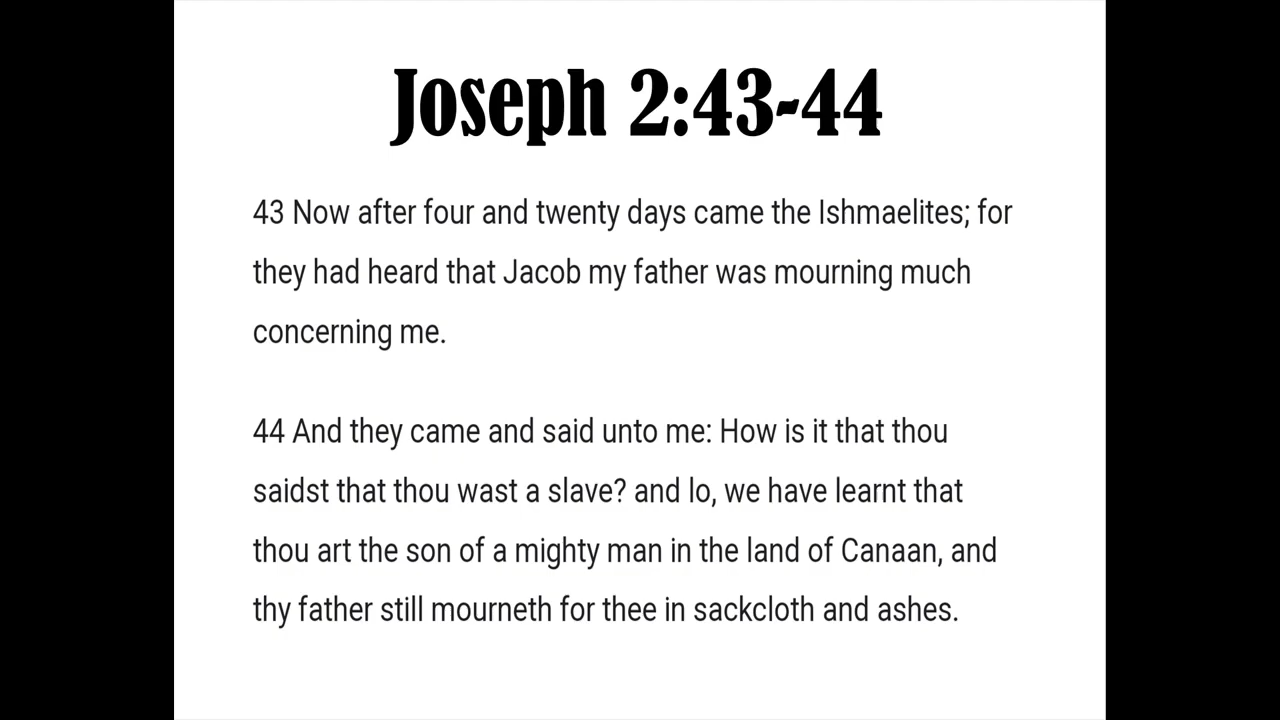 Joseph 2:43-44
43 Now after four and twenty days came the Ishmaelites; for
they had heard that Jacob my father was mourning much
concerning me.
44 And they came and said unto me: How is it that thou
saidst that thou wast a slave? and lo, we have learnt that
thou art the son of a mighty man in the land of Canaan, and
thy father still mourneth for thee in sackcloth and ashes.